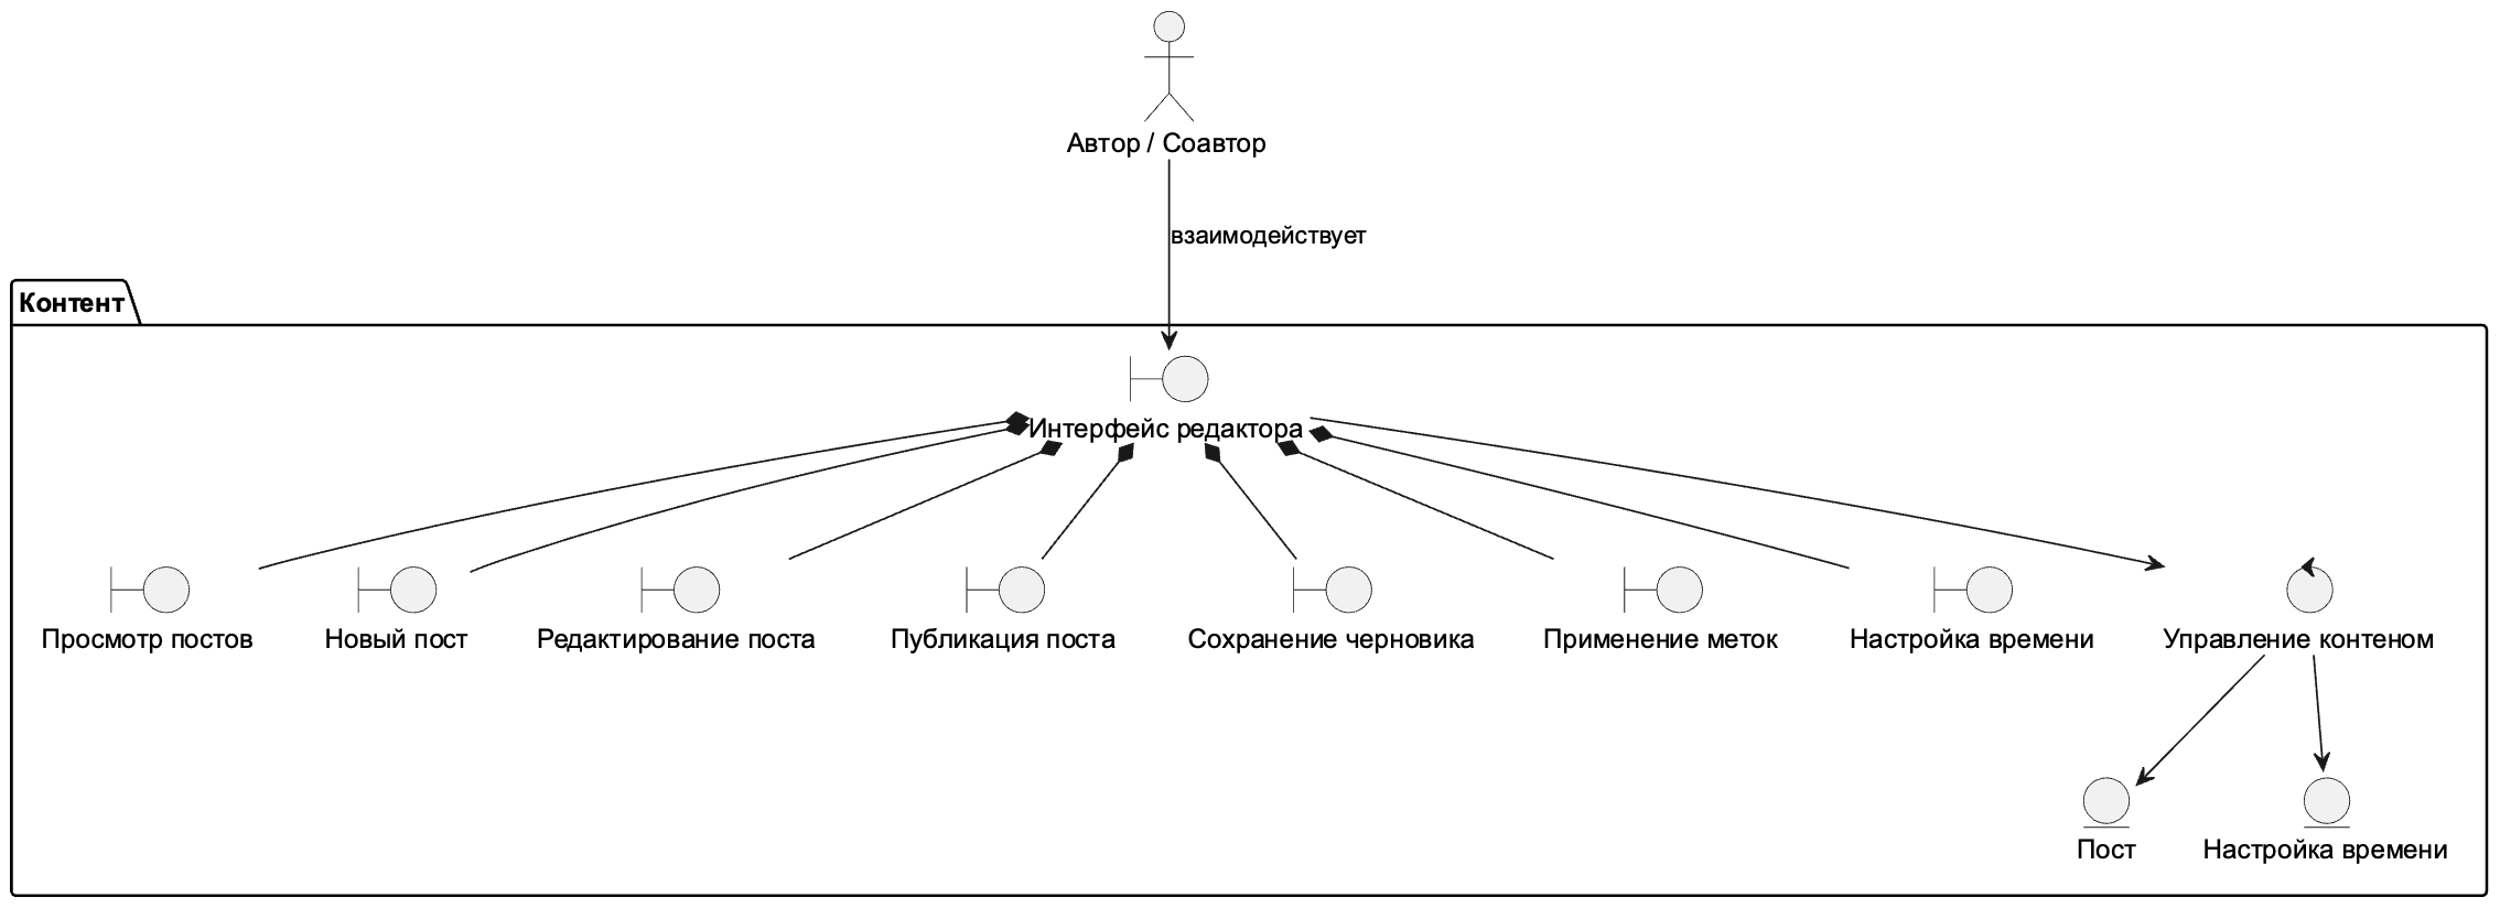 Автор / Соавтор
взаимодействует
Контент
Интерфейс редактора
Просмотр постов
Новый пост
Редактирование поста
Публикация поста
Сохранение черновика
Применение меток
Настройка времени
Управление контеном
Пост
Настройка времени